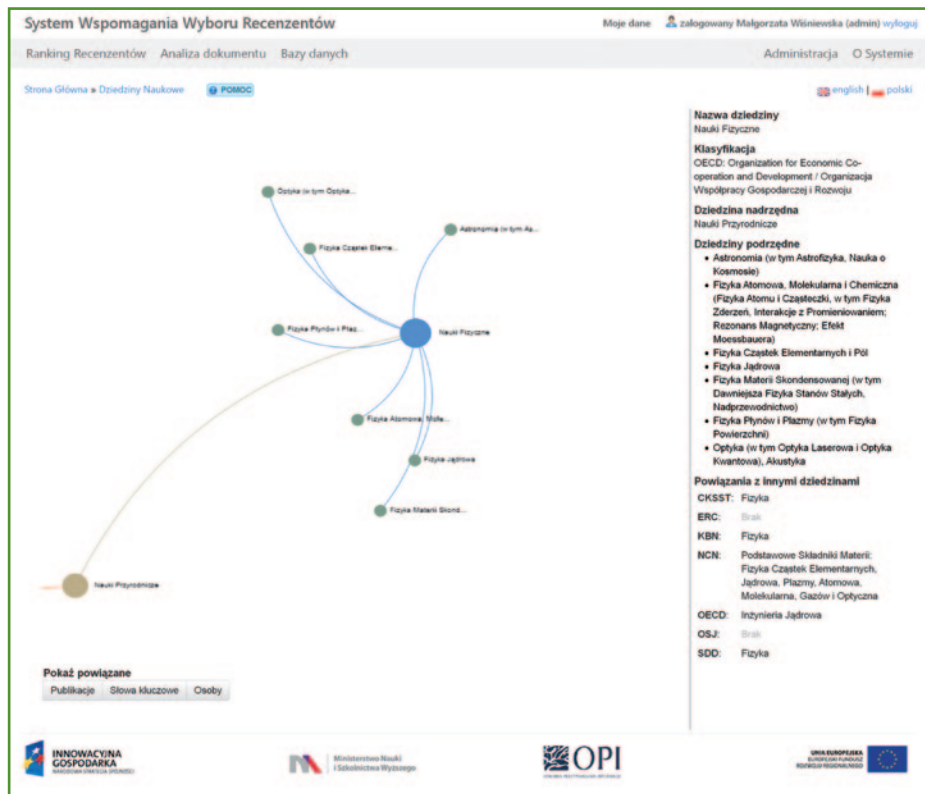 System Wspomagania Wyboru Recenzentów
Moje dane zalogowany Małgorzata Wiśniewska (admin) wyloguj
Ranking Recenzentów Analiza dokumentu Bazy danych
Administracja O Systemie
Strona Główna » Dziedziny Naukowe
POMOC
english | polski
Optyka (w tym Optyka...
Astronomia (w tym As...
Fizyka Cząstek Eleme...
Fizyka Płynów i Plaz...
Nauki Fizyczne
Fizyka Atomowa, Mole...
Fizyka Jądrowa
Fizyka Materii Skond...
Nauki Przyrodnicze
Pokaż powiązane
Publikacje Słowa kluczowe Osoby
Nazwa dziedziny
Nauki Fizyczne
Klasyfikacja
OECD: Organization for Economic Co-
operation and Development / Organizacja
Współpracy Gospodarczej i Rozwoju
Dziedzina nadrzędna
Nauki Przyrodnicze
Dziedziny podrzędne
• Astronomia (w tym Astrofizyka, Nauka o
Kosmosie)
• Fizyka Atomowa, Molekularna i Chemiczna
(Fizyka Atomu i Cząsteczki, w tym Fizyka
Zderzeń, Interakcje z Promieniowaniem;
Rezonans Magnetyczny; Efekt
Moessbauera)
• Fizyka Cząstek Elementarnych i Pól
• Fizyka Jądrowa
• Fizyka Materii Skondensowanej (w tym
Dawniejsza Fizyka Stanów Stałych,
Nadprzewodnictwo)
• Fizyka Płynów i Plazmy (w tym Fizyka
Powierzchni)
• Optyka (w tym Optyka Laserowa i Optyka
Kwantowa), Akustyka
Powiązania z innymi dziedzinami
CKSST: Fizyka
ERC: Brak
KBN: Fizyka
NCN: Podstawowe Składniki Materii:
Fizyka Cząstek Elementarnych,
Jądrowa, Plazmy, Atomowa,
Molekularna, Gazów i Optyczna
OECD: Inżynieria Jądrowa
OSJ: Brak
SDD: Fizyka
INNOWACYJNA
GOSPODARKA
NARODOWA STRATEGIA SPÓJNOŚCI
Ministerstwo Nauki
i Szkolnictwa Wyższego
OPI
UNIA EUROPEJSKA
EUROPEJSKI FUNDUSZ
ROZWOJU REGIONALNEGO